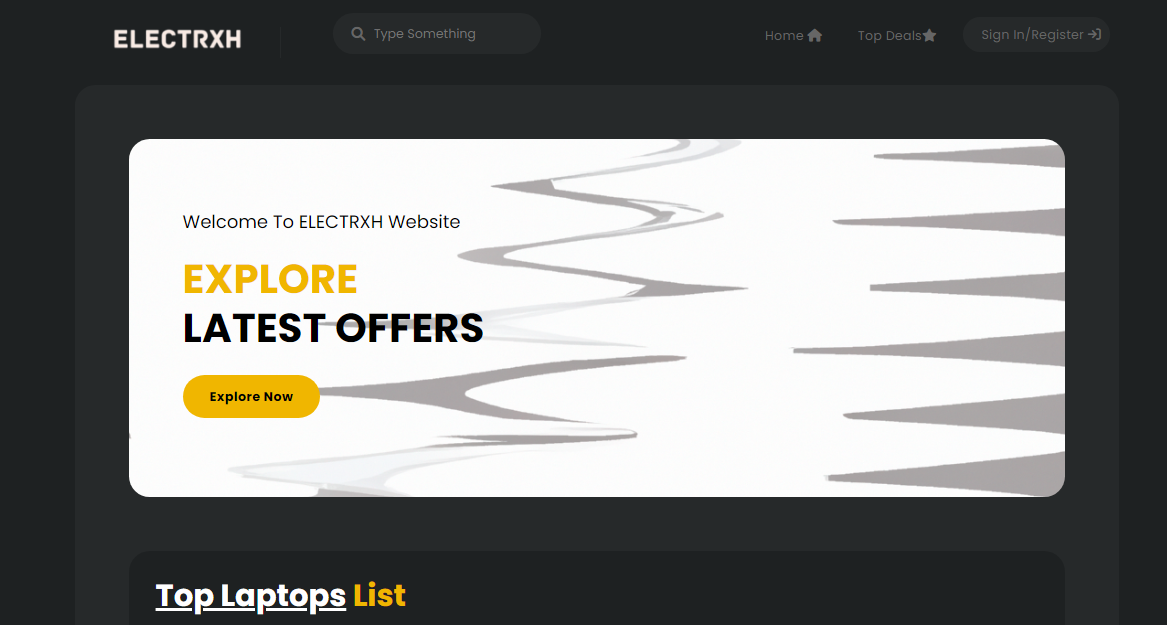 ELECTRXH
Type Something
Home
Top Deals
Sign In/Register
Welcome To ELECTRXH Website
EXPLORE
LATEST OFFERS
Explore Now
Top Laptops List